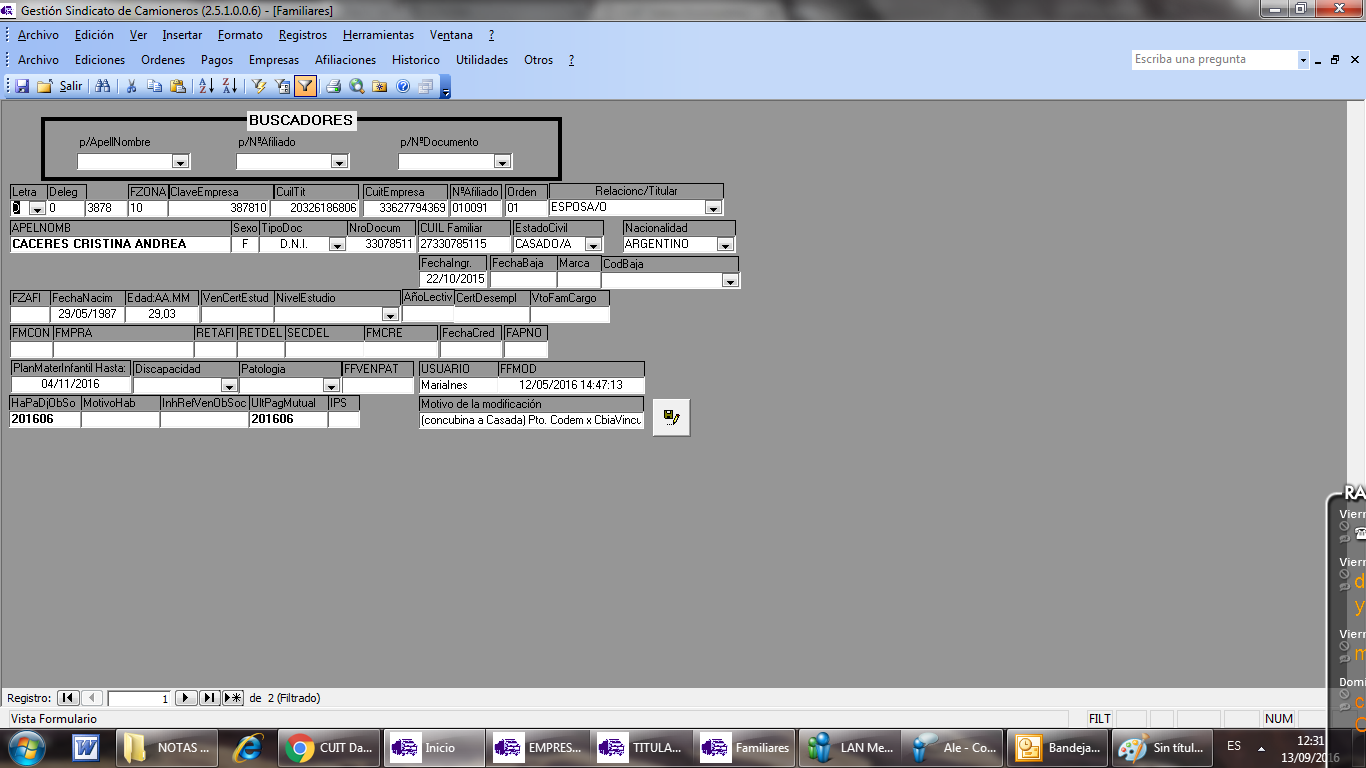 Gestión Sindicato de Camioneros (2.5.1.0.0.6) - [Familiares]
Archivo Edición Ver Insertar Formato Registros Herramientas Ventana ?
Archivo Ediciones Ordenes Pagos Empresas Afiliaciones Historico Utilidades Otros ? Escriba una pregunta
Salir
BUSCADORES
p/ApellNombre p/NºAfiliado p/NºDocumento
Letra Deleg FZONA ClaveEmpresa CuilTit CuitEmpresa NºAfiliado Orden Relacionc/Titular
D 0 3878 10 387810 20326186806 33627794369 010091 01 ESPOSA/O
APELNOMB Sexo TipoDoc NroDocum CUIL Familiar EstadoCivil Nacionalidad
CACERES CRISTINA ANDREA F D.N.I. 33078511 27330785115 CASADO/A ARGENTINO
FechaIngr. FechaBaja Marca CodBaja
22/10/2015
FZAFI FechaNacim Edad:AA.MM VenCertEstud NivelEstudio AñoLectiv CertDesempl VtoFamCargo
29/05/1987 29,03
FMCON FMPRA RETAFI RETDEL SECDEL FMCRE FechaCred FAPNO
PlanMaterInfantil Hasta: Discapacidad Patologia FFVENPAT USUARIO FFMOD
04/11/2016 MariaInes 12/05/2016 14:47:13
HaPaDjObSo MotivoHab InhRefVenObSoc UltPagMutual IPS Motivo de la modificación
201606 201606 (concubina a Casada) Pto. Codem x CbiaVincu
RA
Vierr
Vierr
d
y
Vierr
m
Domi
c
C
Registro: 1 de 2 (Filtrado)
Vista Formulario FILT NUM
NOTAS ... CUIT Da... Inicio EMPRES... TITULA... Familiares LAN Me... Ale - Co... Bandeja... Sin títul... ES 12:31
13/09/2016